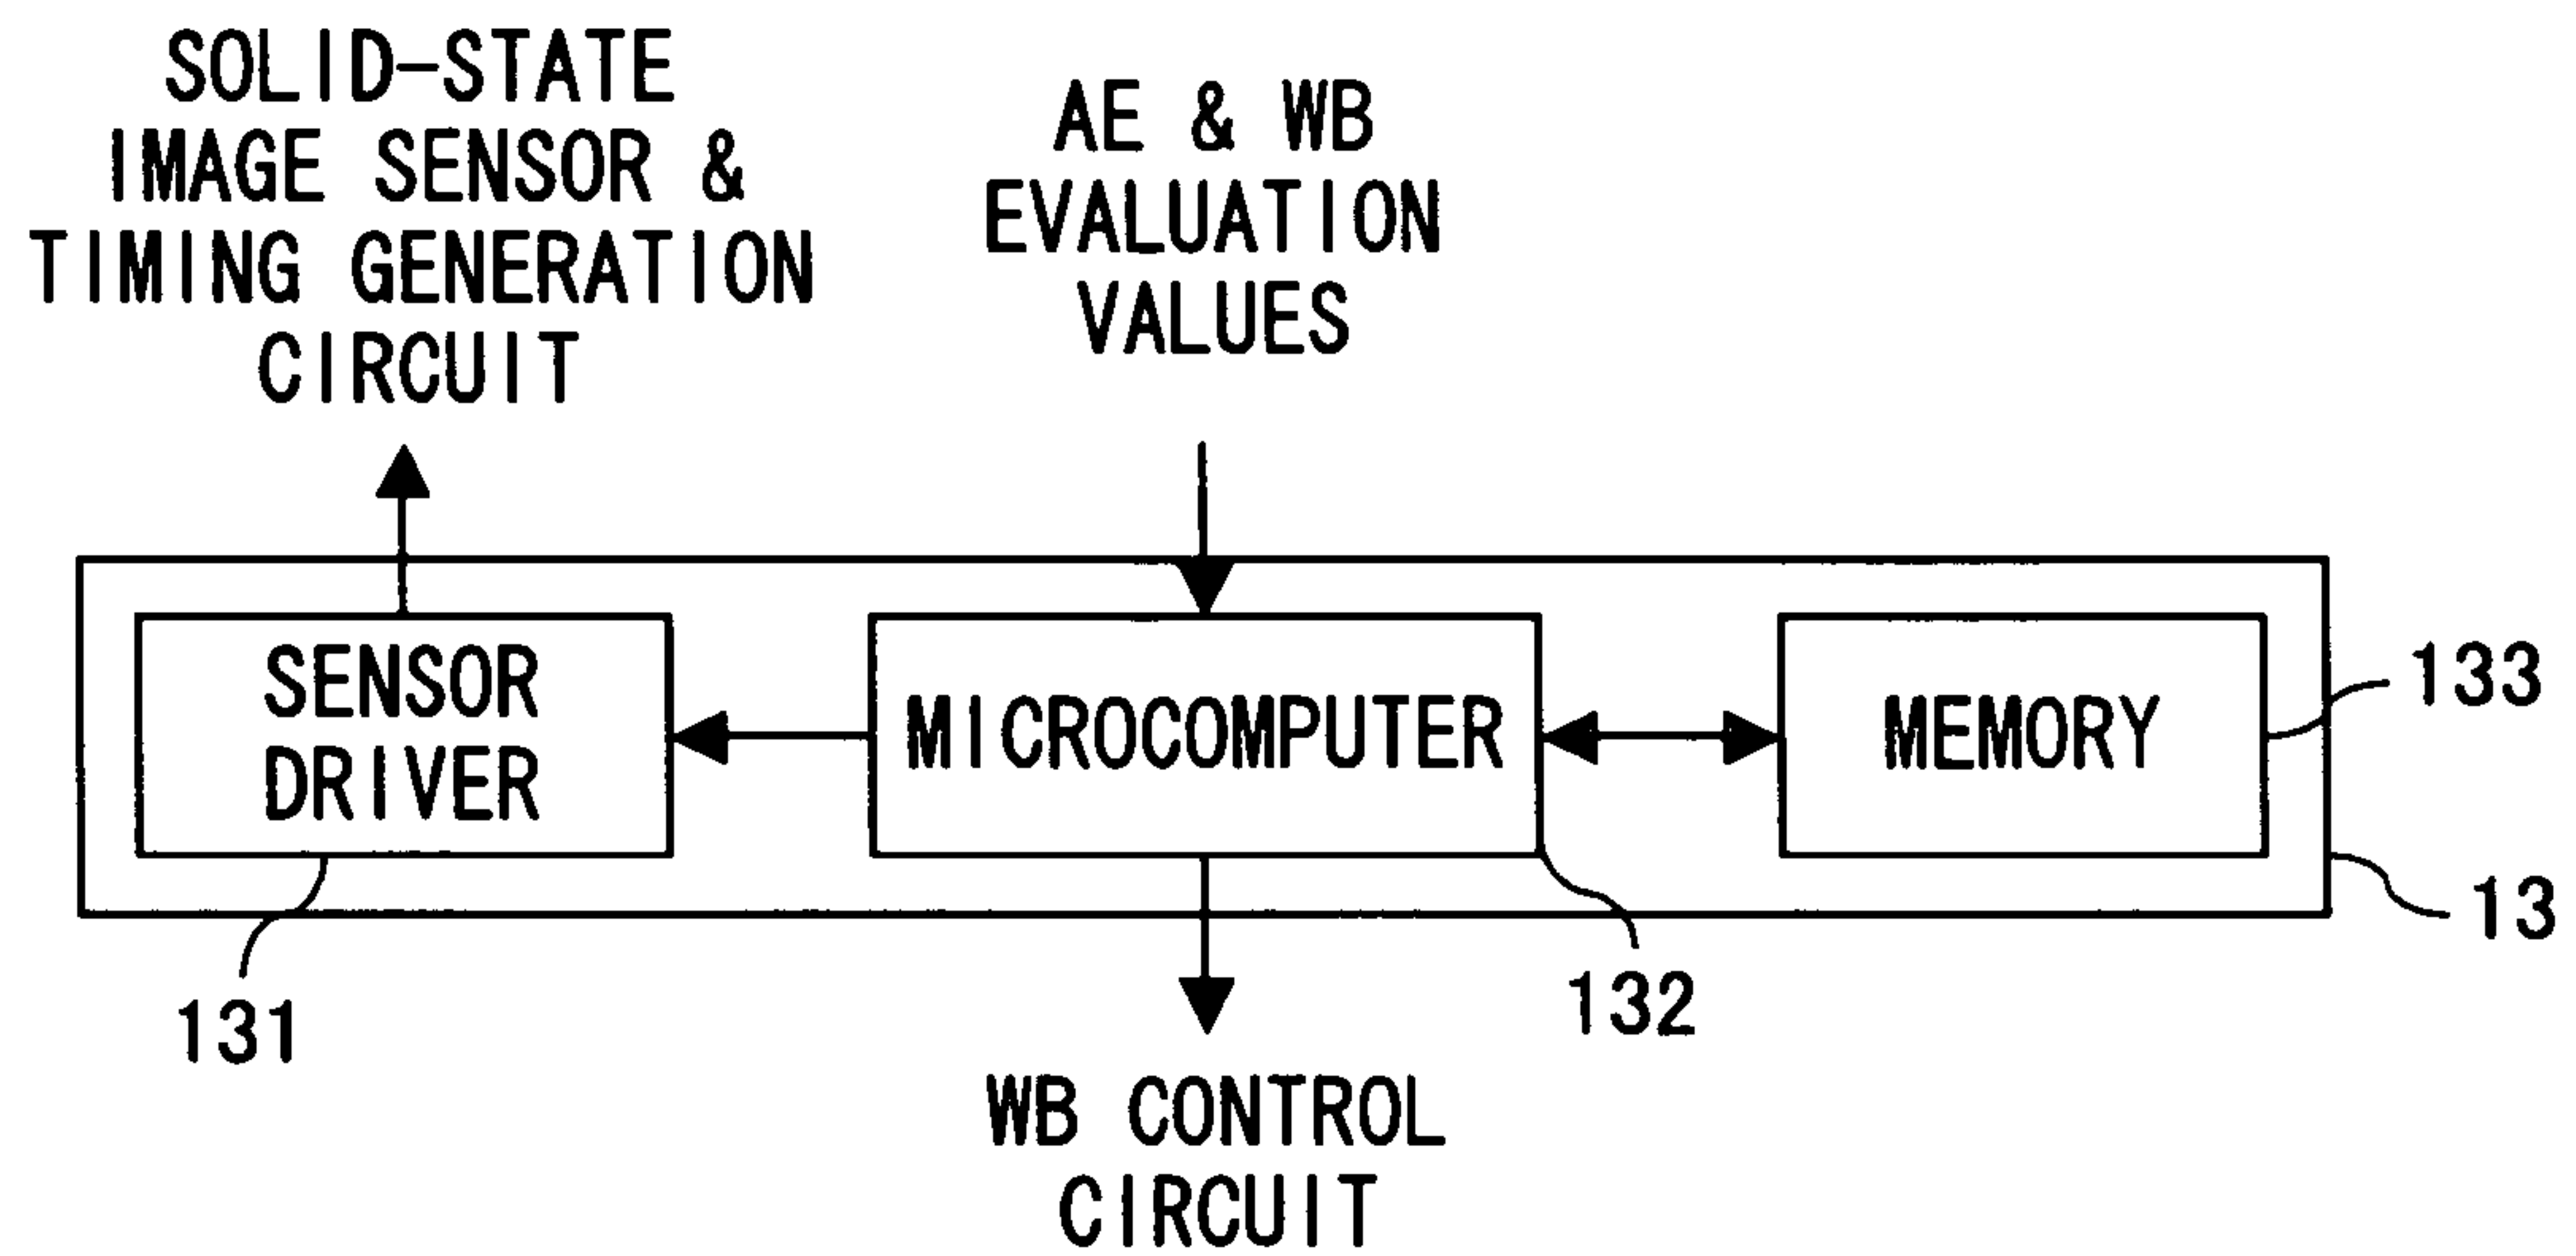 SOLID-STATE
IMAGE SENSOR &
TIMING GENERATION
CIRCUIT
AE & WB
EVALUATION
VALUES
SENSOR
DRIVER
MICROCOMPUTER
MEMORY
133
13
131
132
WB CONTROL
CIRCUIT